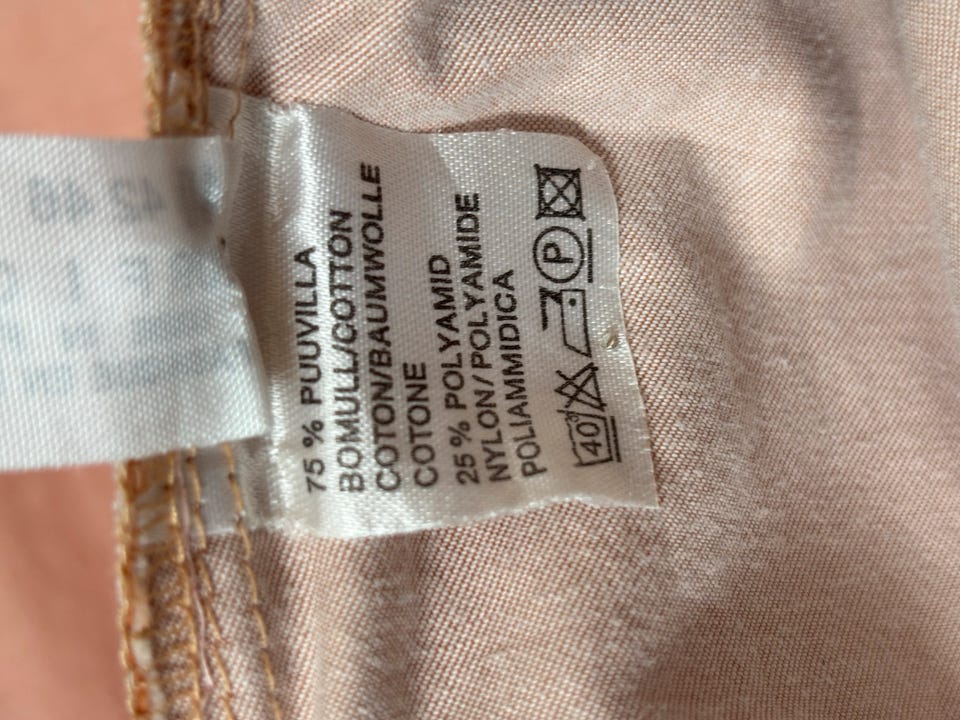 75 % PUUVILLA
BOMULL/COTTON
COTON/BAUMWOLLE
COTONE
25 % POLYAMID
NYLON/POLYAMIDE
POLIAMMIDICA
40° P